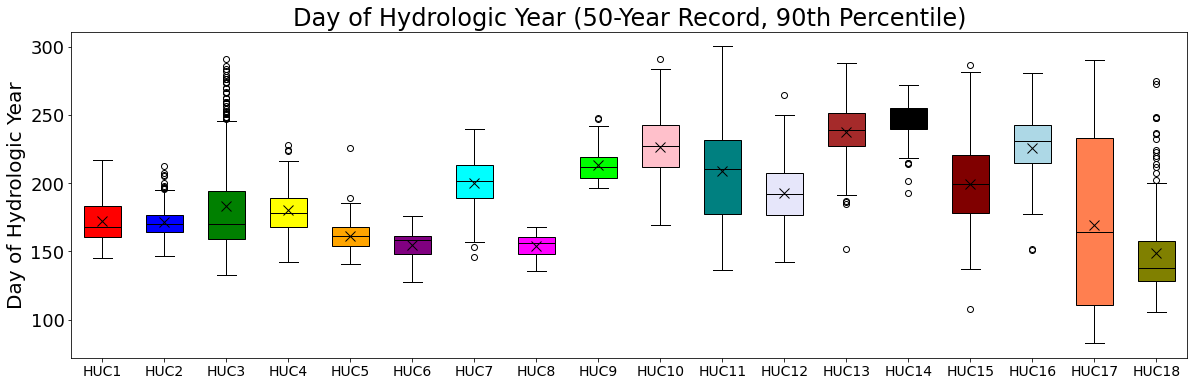 Day of Hydrologic Year (50-Year Record, 90th Percentile)
Day of Hydrologic Year
300
250
200
150
100
HUC1 HUC2 HUC3 HUC4 HUC5 HUC6 HUC7 HUC8 HUC9 HUC10 HUC11 HUC12 HUC13 HUC14 HUC15 HUC16 HUC17 HUC18